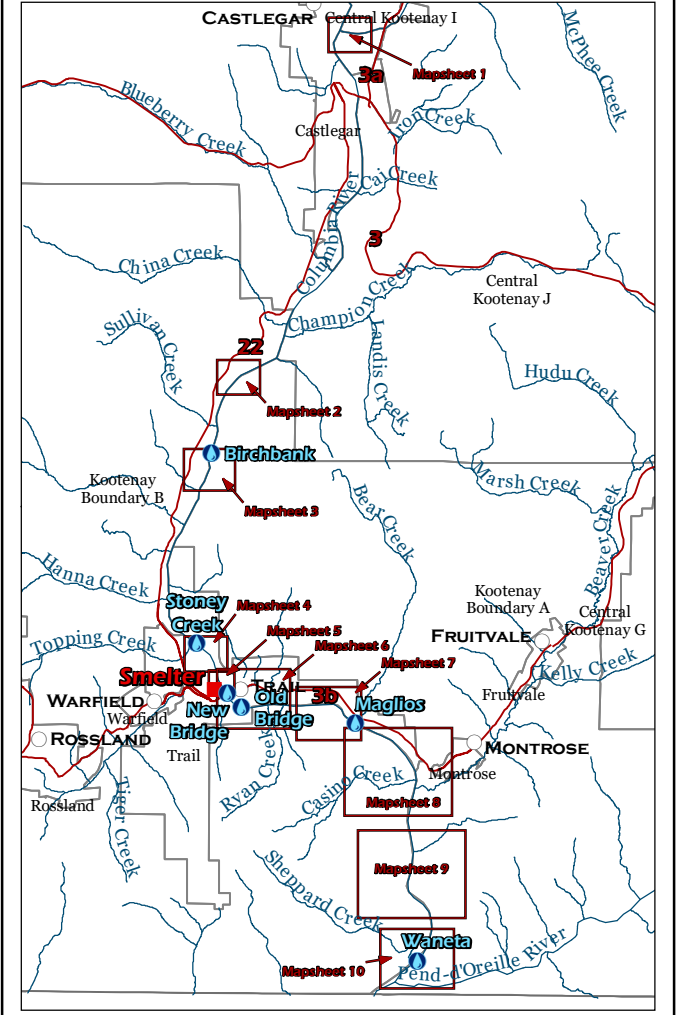 CASTLEGAR
Central Kootenay I
McPhee Creek
Mapsheet 1
3a
Blueberry Creek
Iron Creek
Castlegar
Cai Creek
Columbia River
3
China Creek
Champion Creek
Central
Kootenay J
Sullivan Creek
Landis Creek
22
Hudu Creek
Mapsheet 2
Birchbank
Kootenay
Boundary B
Marsh Creek
Mapsheet 3
Bear Creek
Beaver Creek
Hanna Creek
Stoney
Creek
Mapsheet 4
Kootenay
Boundary A
Central
Kootenay G
Topping Creek
Mapsheet 5
Mapsheet 6
FRUITVALE
Mapsheet 7
Kelly Creek
Smelter
TRAIL
3b
Fruitvale
WARFIELD
Warfield
New
Bridge
Old
Bridge
Maglios
ROSSLAND
MONTROSE
Trail
Ryan Creek
Casino Creek
Montrose
Rossland
Tiger Creek
Mapsheet 8
Mapsheet 9
Sheppard Creek
Waneta
Mapsheet 10
Pend-d'Oreille River